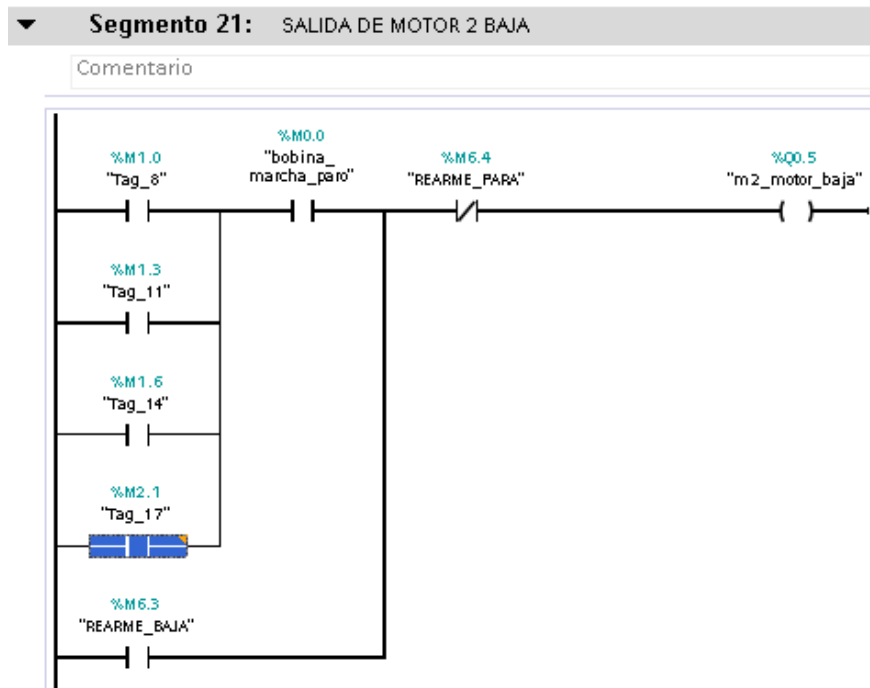 Segmento 21: SALIDA DE MOTOR 2 BAJA
Comentario
%M1.0
"Tag_8"
%M0.0
"bobina_
marcha_paro"
%M6.4
"REARME_PARA"
%Q0.5
"m2_motor_baja"
%M1.3
"Tag_11"
%M1.6
"Tag_14"
%M2.1
"Tag_17"
%M6.3
"REARME_BAJA"